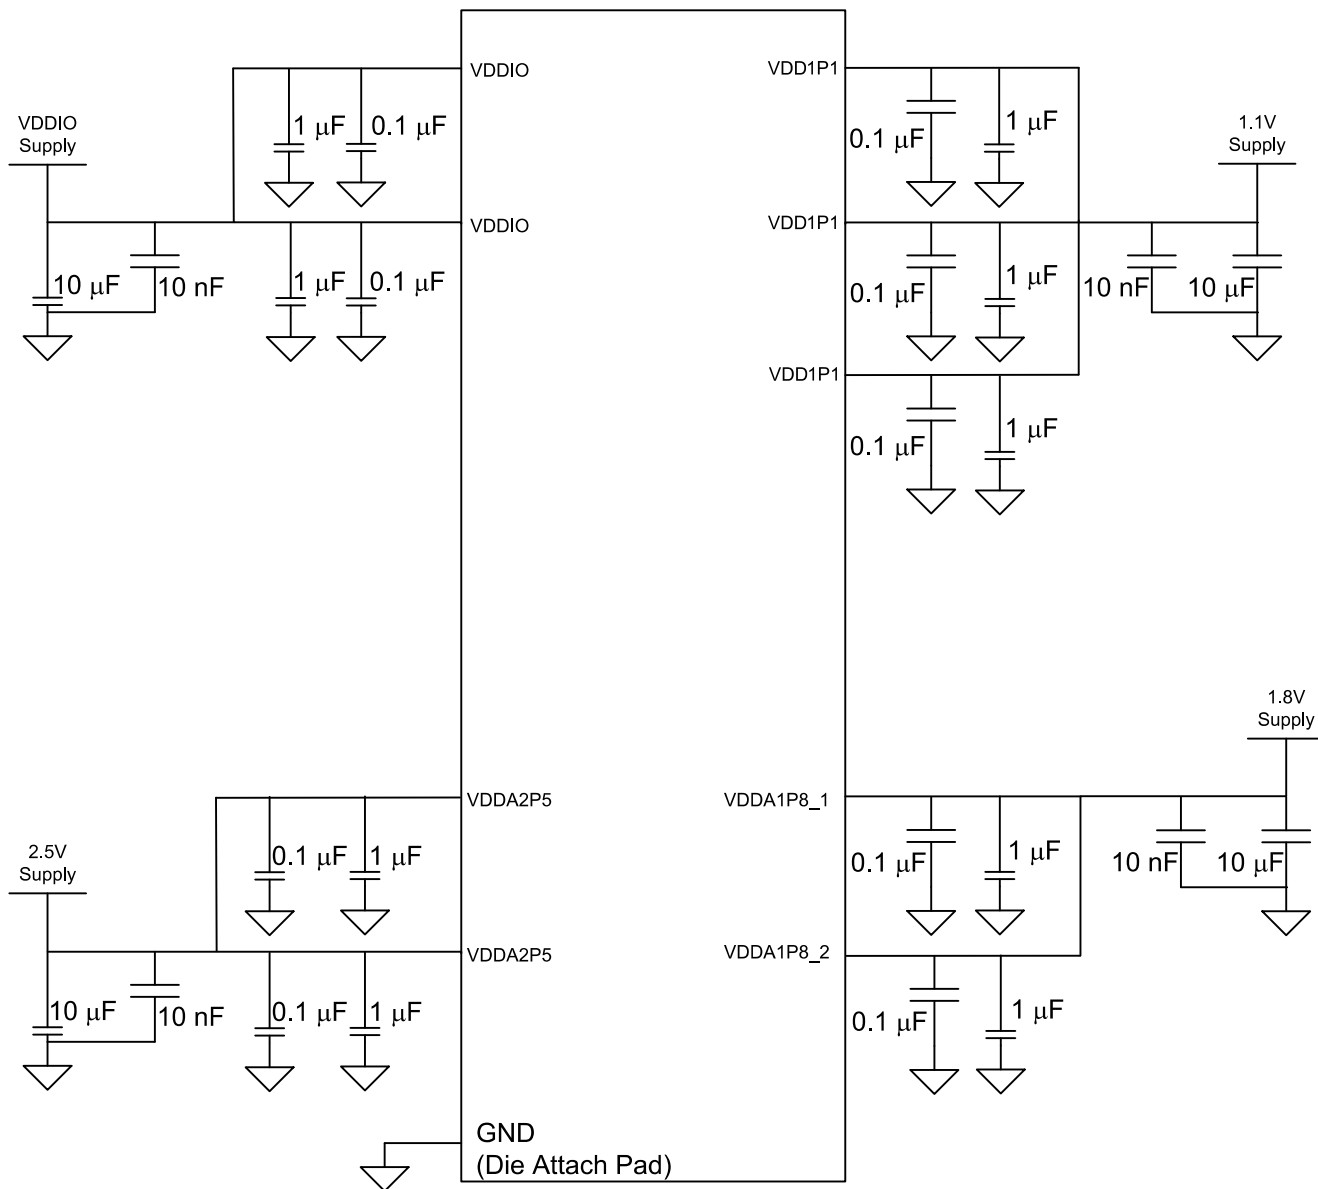 VDDIO
VDD1P1
1 μF
0.1 μF
0.1 μF
1 μF
VDDIO
Supply
1.1V
Supply
VDDIO
VDD1P1
10 μF
10 nF
1 μF
0.1 μF
0.1 μF
1 μF
10 nF
10 μF
VDD1P1
0.1 μF
1 μF
1.8V
Supply
VDDA2P5
VDDA1P8_1
2.5V
Supply
0.1 μF
1 μF
0.1 μF
1 μF
10 nF
10 μF
VDDA2P5
VDDA1P8_2
10 μF
10 nF
0.1 μF
1 μF
0.1 μF
1 μF
GND
(Die Attach Pad)